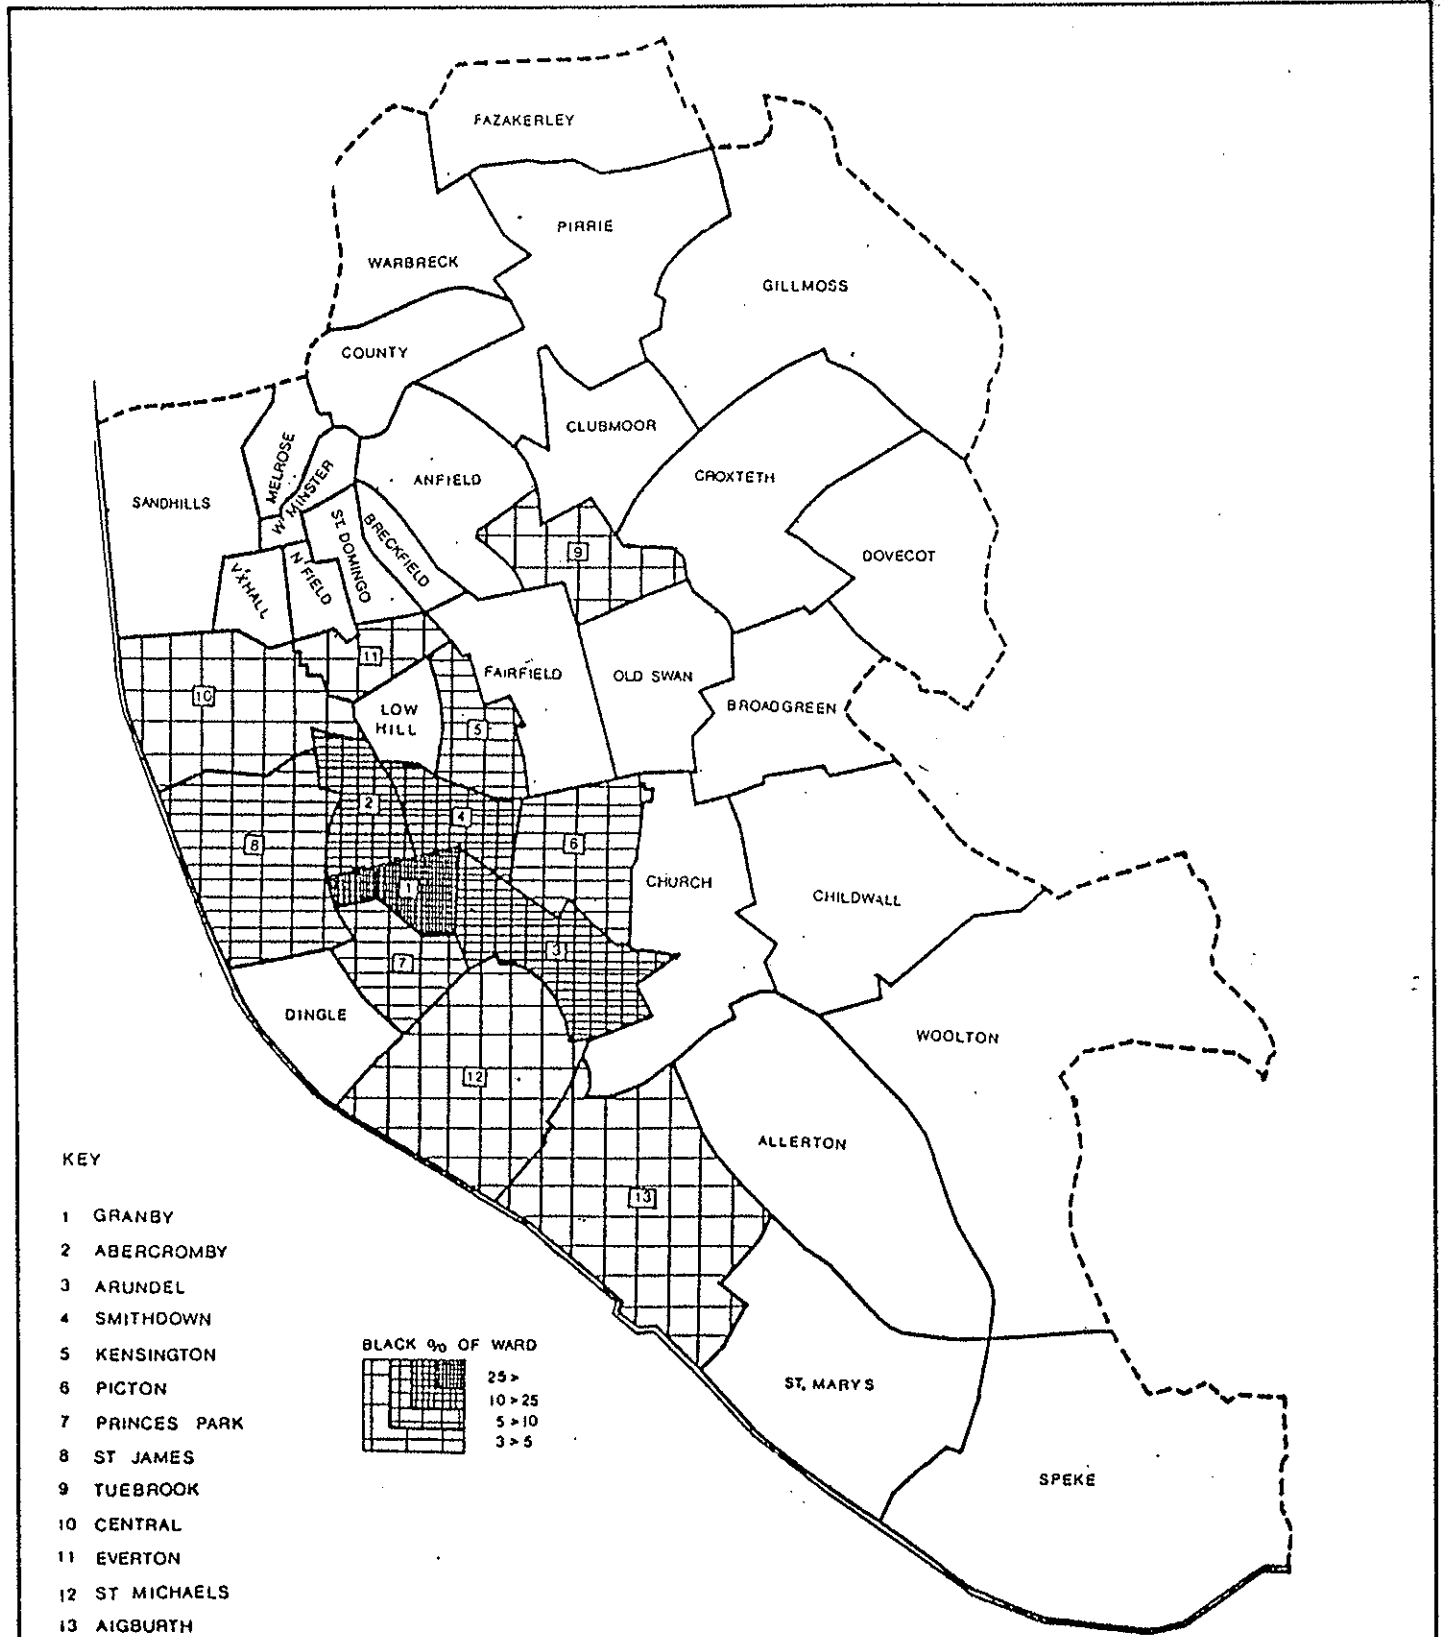 FAZAKERLEY
PIRRIE
WARBRECK
GILLMOSS
COUNTY
CLUBMOOR
MELROSE
W'MINSTER
ANFIELD
CROXTETH
SANDHILLS
ST. DOMINGO
BRECKFIELD
9
DOVECOT
V'XHALL
N'FIELD
11
10
FAIRFIELD
OLD SWAN
LOW
HILL
5
BROADGREEN
2
4
8
6
1
CHURCH
CHILDWALL
3
7
DINGLE
12
WOOLTON
ALLERTON
13
ST. MARYS
SPEKE
KEY
1 GRANBY
2 ABERCROMBY
3 ARUNDEL
4 SMITHDOWN
5 KENSINGTON
6 PICTON
7 PRINCES PARK
8 ST JAMES
9 TUEBROOK
10 CENTRAL
11 EVERTON
12 ST MICHAELS
13 AIGBURTH
BLACK % OF WARD
25 >
10 > 25
5 > 10
3 > 5